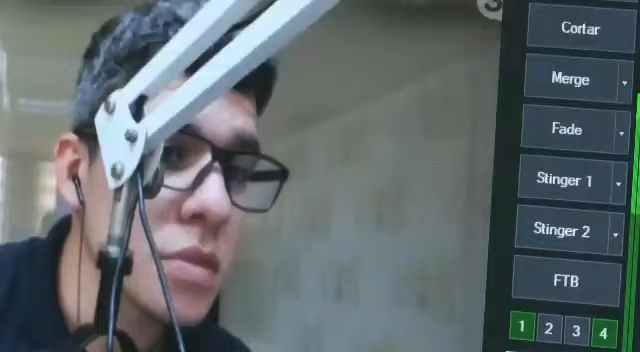 Cortar
Merge
Fade
Stinger 1
Stinger 2
FTB
1 2 3 4